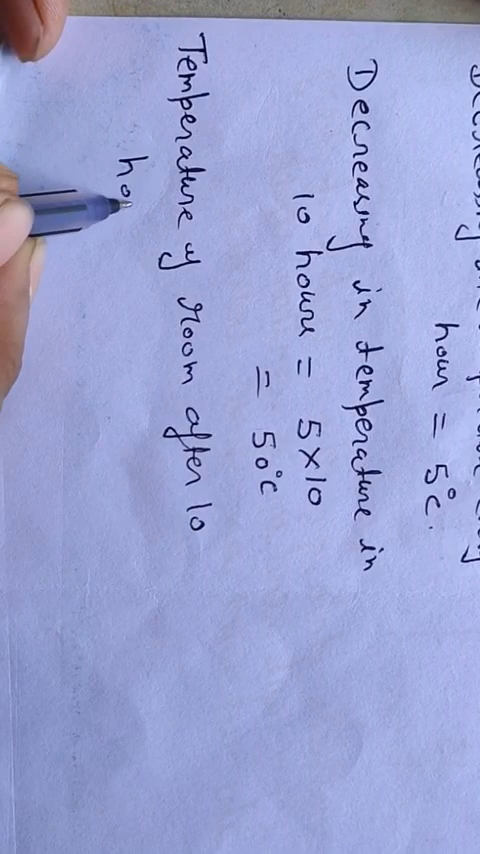 hour = 5°c.
Decreasing in temperature in
10 hours = 5×10
= 50°c
Temperature of room after 10
ho